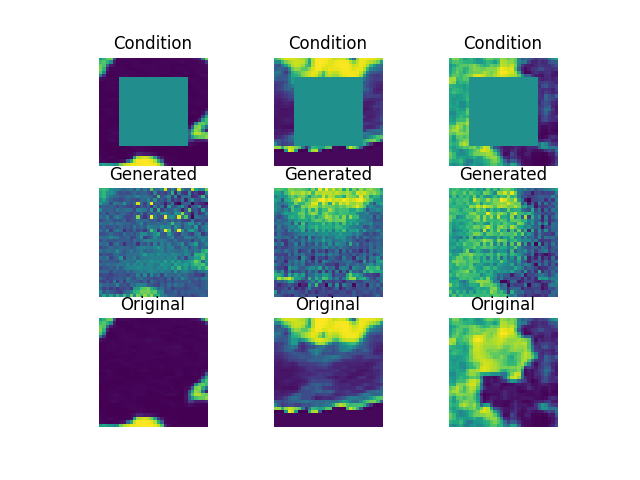 Condition Condition Condition
Generated Generated Generated
Original Original Original